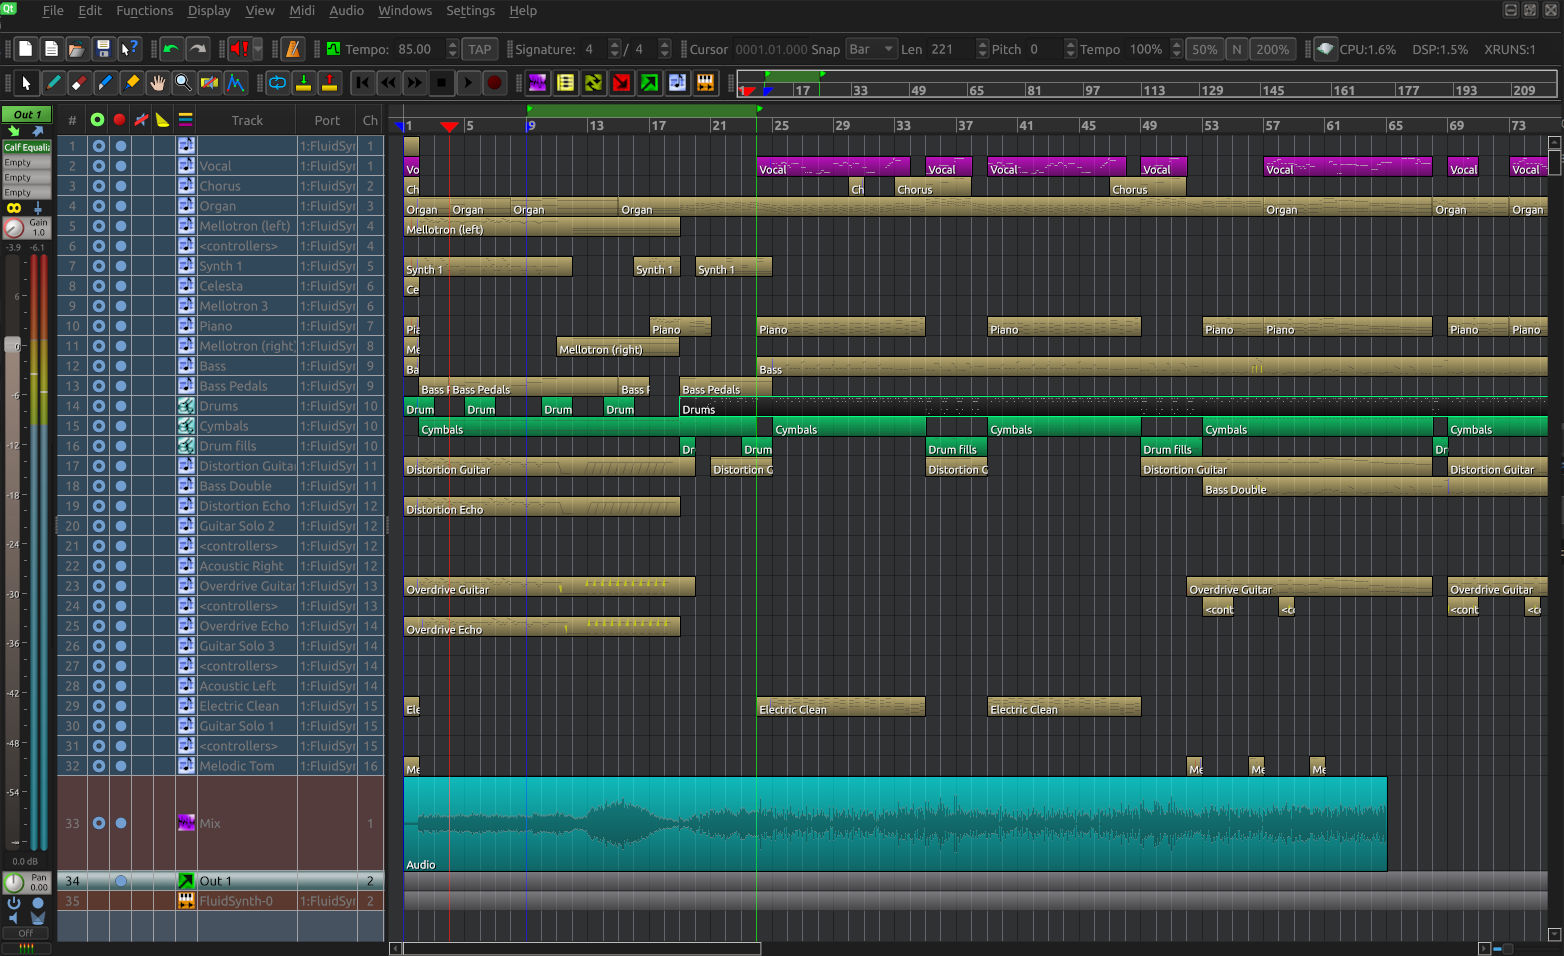 Qt File Edit Functions Display View Midi Audio Windows Settings Help
Tempo: 85.00 TAP Signature: 4 / 4 Cursor 0001.01.000 Snap Bar Len 221 Pitch 0 Tempo 100% 50% N 200% CPU:1.6% DSP:1.5% XRUNS:1
1 17 33 49 65 81 97 113 129 145 161 177 193 209
Out 1
Calf Equaliz
Empty
Empty
Empty
Gain
1.0
-3.9 -6.1
6
0
-6
-12
-18
-24
-30
-36
-42
-48
-54
0.0 dB
Pan
0.00
Off
# Track Port Ch
1 5 9 13 17 21 25 29 33 37 41 45 49 53 57 61 65 69 73
1 1:FluidSyn 1
2 Vocal 1:FluidSyn 1 Voc Vocal Vocal Vocal Vocal Vocal Vocal Vocal
3 Chorus 1:FluidSyn 2 Ch Ch Chorus Chorus
4 Organ 1:FluidSyn 3 Organ Organ Organ Organ Organ Organ Organ
5 Mellotron (left) 1:FluidSyn 4 Mellotron (left)
6 <controllers> 1:FluidSyn 4
7 Synth 1 1:FluidSyn 5 Synth 1 Synth 1 Synth 1
8 Celesta 1:FluidSyn 6 Ce
9 Mellotron 3 1:FluidSyn 6
10 Piano 1:FluidSyn 7 Pia Piano Piano Piano Piano Piano Piano Piano
11 Mellotron (right) 1:FluidSyn 8 Me Mellotron (right)
12 Bass 1:FluidSyn 9 Ba Bass
13 Bass Pedals 1:FluidSyn 9 Bass P Bass Pedals Bass P Bass Pedals
14 Drums 1:FluidSyn 10 Drum Drum Drum Drum Drums
15 Cymbals 1:FluidSyn 10 Cymbals Cymbals Cymbals Cymbals Cymbals
16 Drum fills 1:FluidSyn 10 Dr Drum Drum fills Drum fills Dr
17 Distortion Guitar 1:FluidSyn 11 Distortion Guitar Distortion G Distortion G Distortion Guitar Distortion Guitar
18 Bass Double 1:FluidSyn 11 Bass Double
19 Distortion Echo 1:FluidSyn 12 Distortion Echo
20 Guitar Solo 2 1:FluidSyn 12
21 <controllers> 1:FluidSyn 12
22 Acoustic Right 1:FluidSyn 12
23 Overdrive Guitar 1:FluidSyn 13 Overdrive Guitar Overdrive Guitar Overdrive Guitar
24 <controllers> 1:FluidSyn 13 <cont <co <cont <co
25 Overdrive Echo 1:FluidSyn 14 Overdrive Echo
26 Guitar Solo 3 1:FluidSyn 14
27 <controllers> 1:FluidSyn 14
28 Acoustic Left 1:FluidSyn 14
29 Electric Clean 1:FluidSyn 15 Ele Electric Clean Electric Clean
30 Guitar Solo 1 1:FluidSyn 15
31 <controllers> 1:FluidSyn 15
32 Melodic Tom 1:FluidSyn 16 Me Me Me Me
33 Mix 1
Audio
34 Out 1 2
35 FluidSynth-0 1:FluidSyn 2